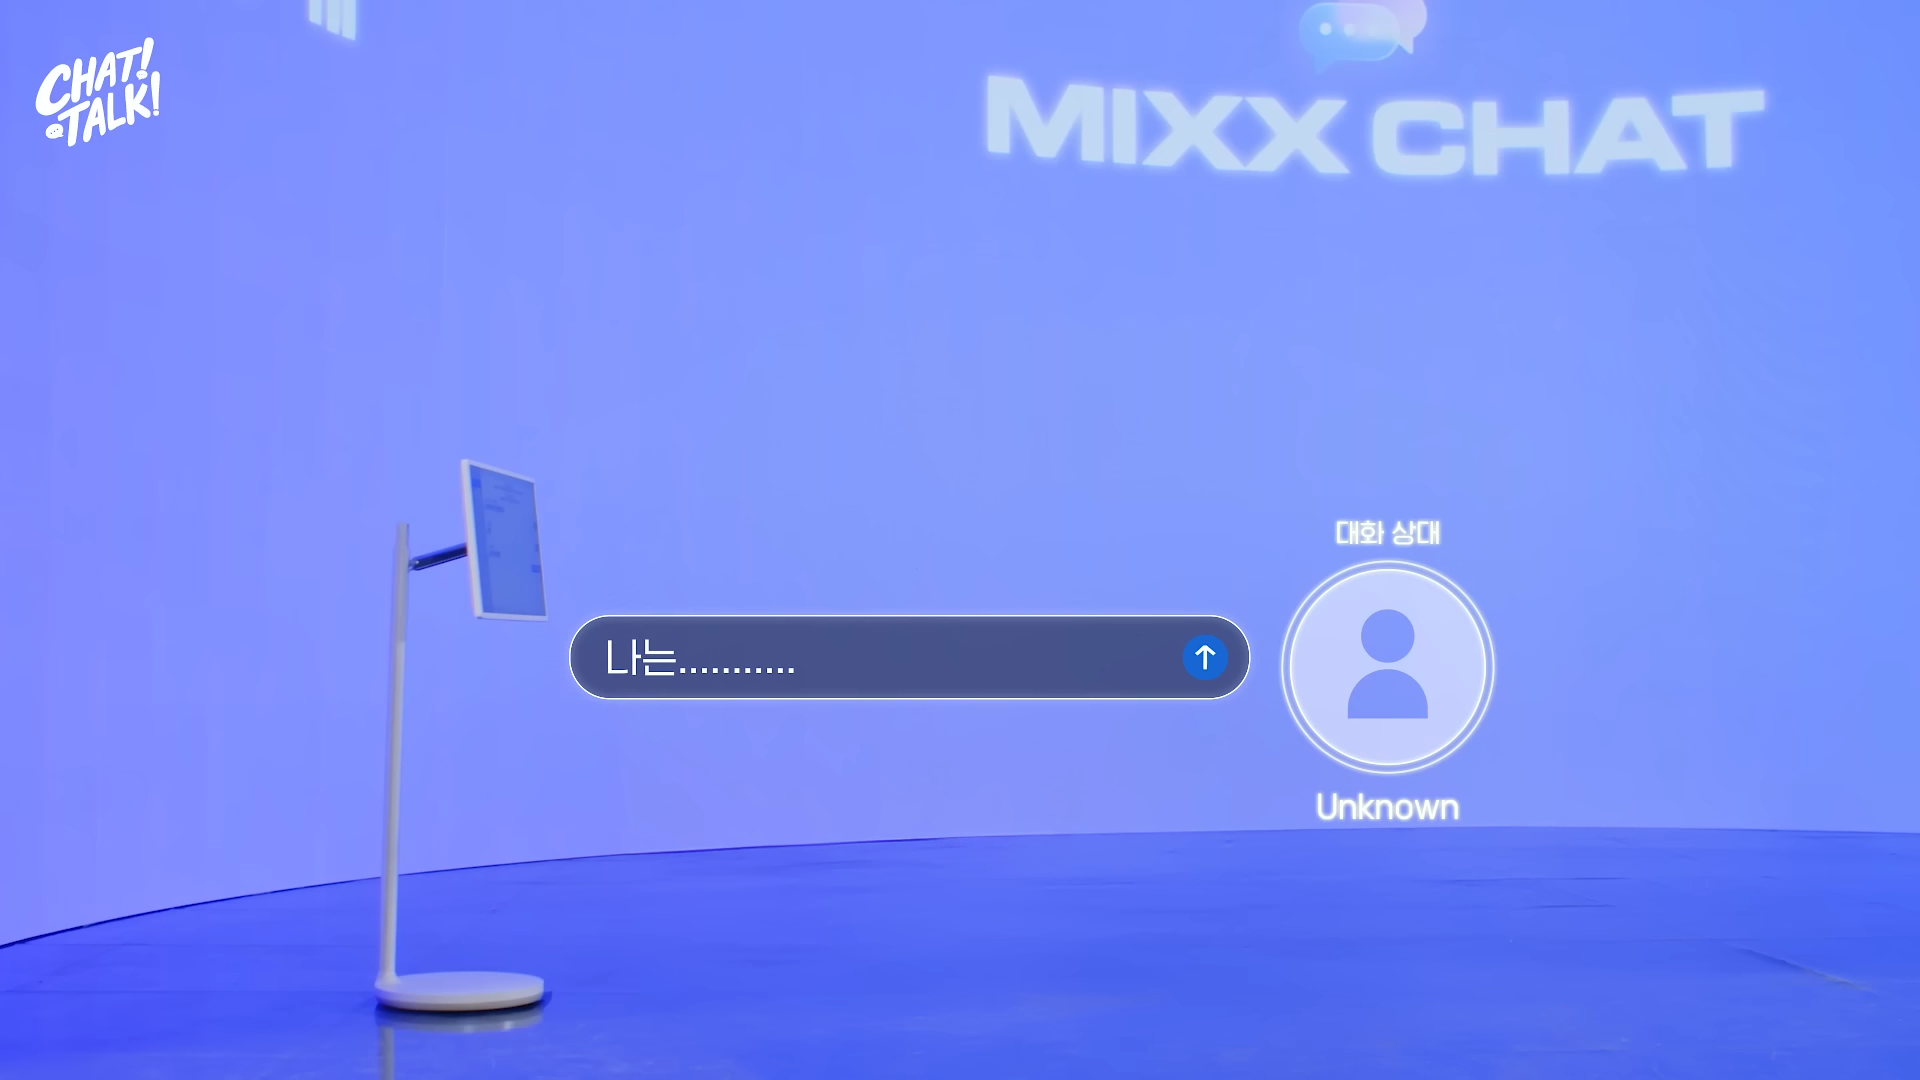 CHAT!
TALK!
MIXX CHAT
대화 상대
나는...........
Unknown